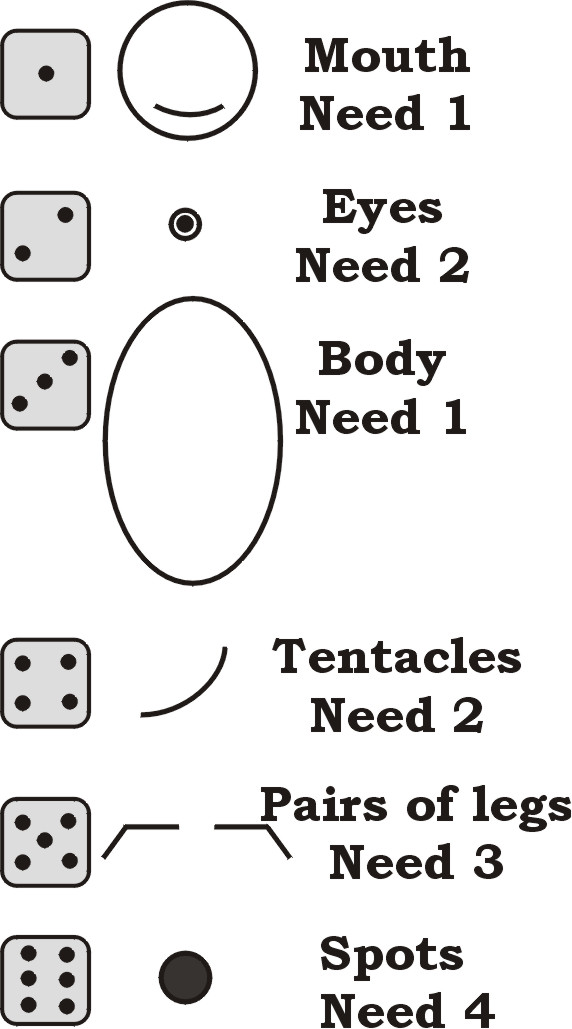 Mouth
Need 1
Eyes
Need 2
Body
Need 1
Tentacles
Need 2
Pairs of legs
Need 3
Spots
Need 4